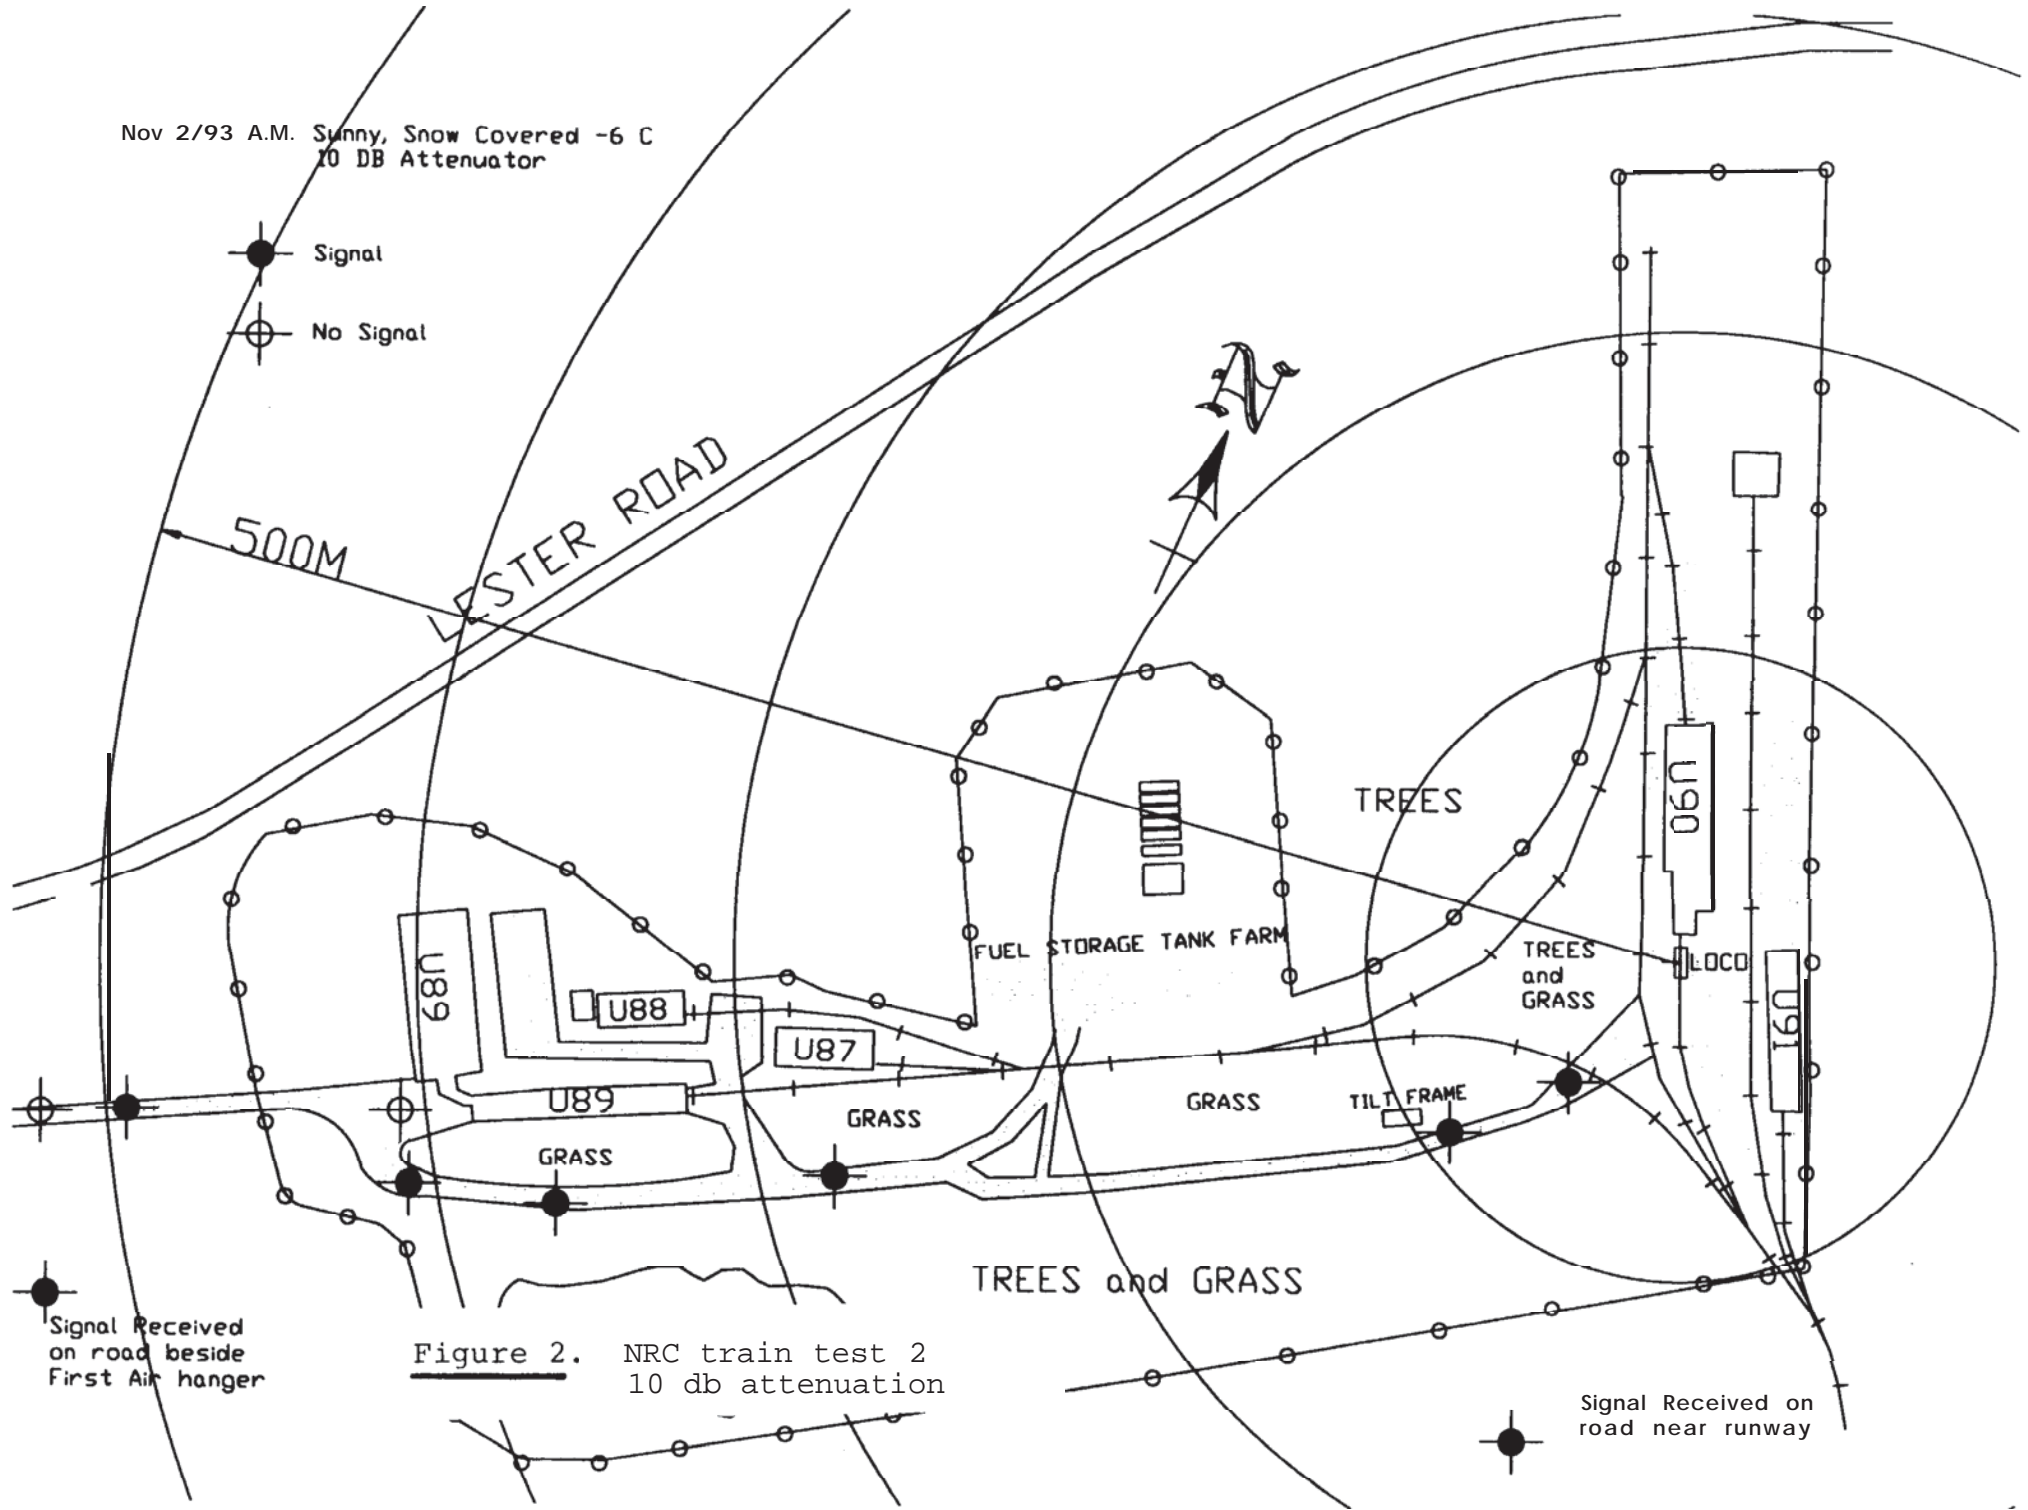 Nov 2/93 A.M. Sunny, Snow Covered -6 C
10 DB Attenuator
Signal
No Signal
N
500M
LESTER ROAD
TREES
U90
FUEL STORAGE TANK FARM
TREES
and
GRASS
LOCO
U91
U89
U88
U87
U89
GRASS
GRASS
GRASS
TILT FRAME
TREES and GRASS
Signal Received
on road beside
First Air hanger
Figure 2. NRC train test 2
10 db attenuation
Signal Received on
road near runway